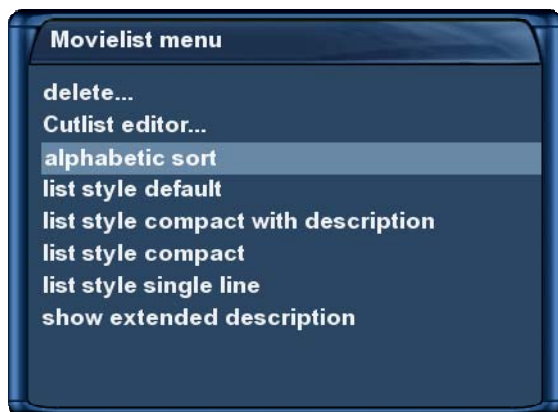 Movielist menu
delete...
Cutlist editor...
alphabetic sort
list style default
list style compact with description
list style compact
list style single line
show extended description